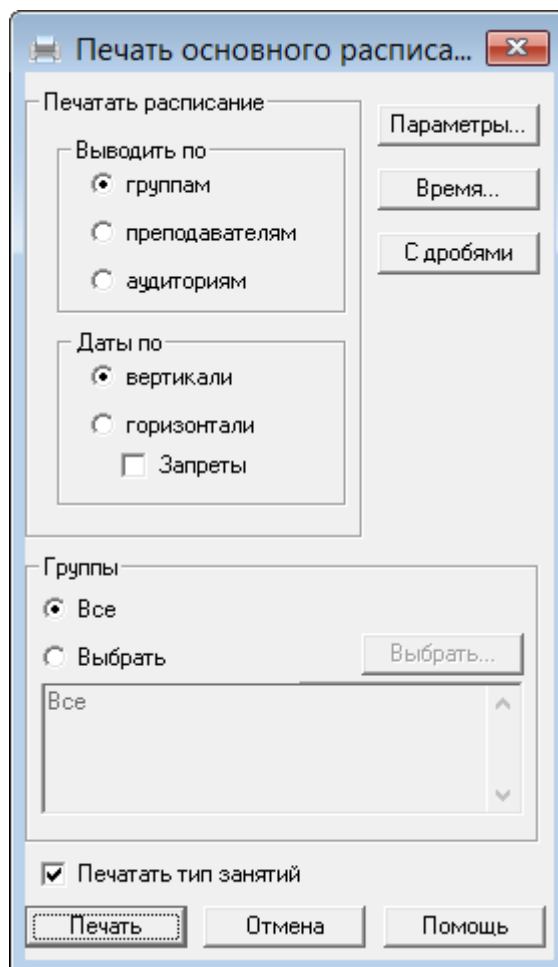 Печать основного расписа...
Печатать расписание
Параметры...
Выводить по
группам
Время...
преподавателям
С дробями
аудиториям
Даты по
вертикали
горизонтали
Запреты
Группы
Все
Выбрать
Выбрать...
Все
Печатать тип занятий
Печать
Отмена
Помощь